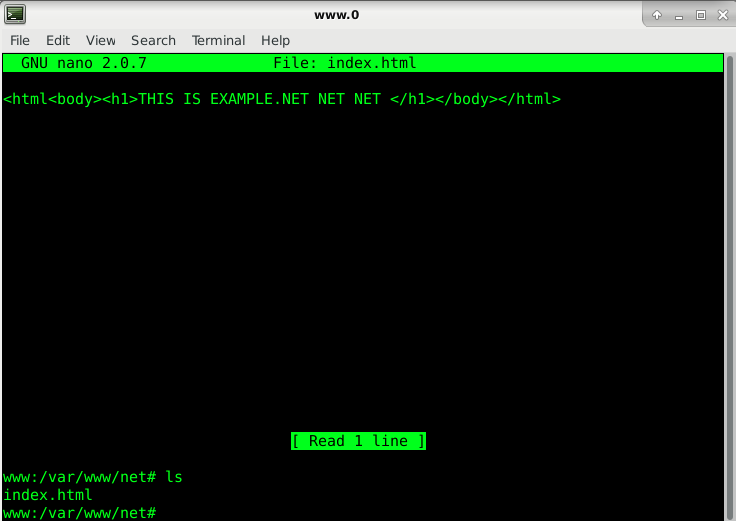 www.0
File Edit View Search Terminal Help
GNU nano 2.0.7 File: index.html
<html<body><h1>THIS IS EXAMPLE.NET NET NET </h1></body></html>
[ Read 1 line ]
www:/var/www/net# ls
index.html
www:/var/www/net#